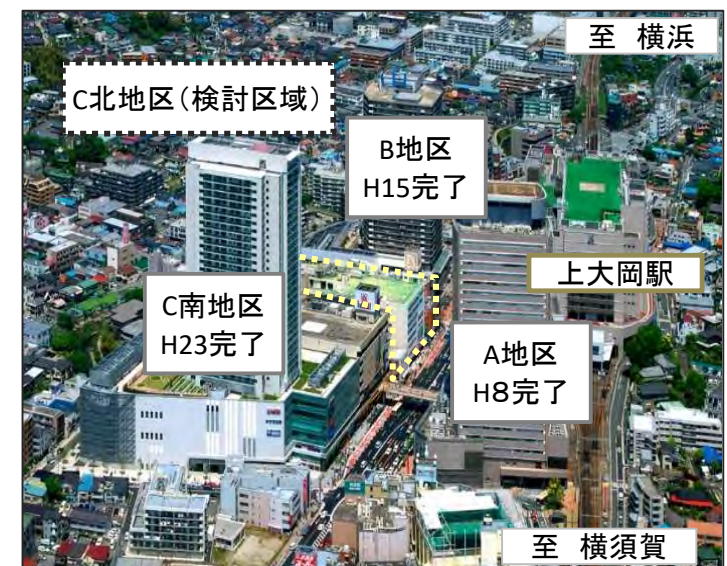 至 横浜
C北地区(検討区域)
B地区
H15完了
上大岡駅
C南地区
H23完了
A地区
H8完了
至 横須賀